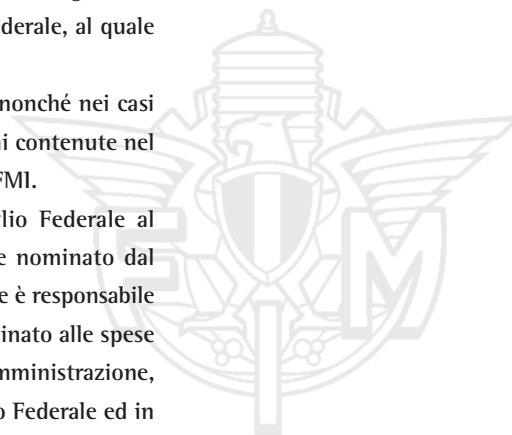 derale, al quale
nonché nei casi
i contenute nel
FMI.
lio Federale al
e nominato dal
e è responsabile
inato alle spese
mministrazione,
o Federale ed in
F M